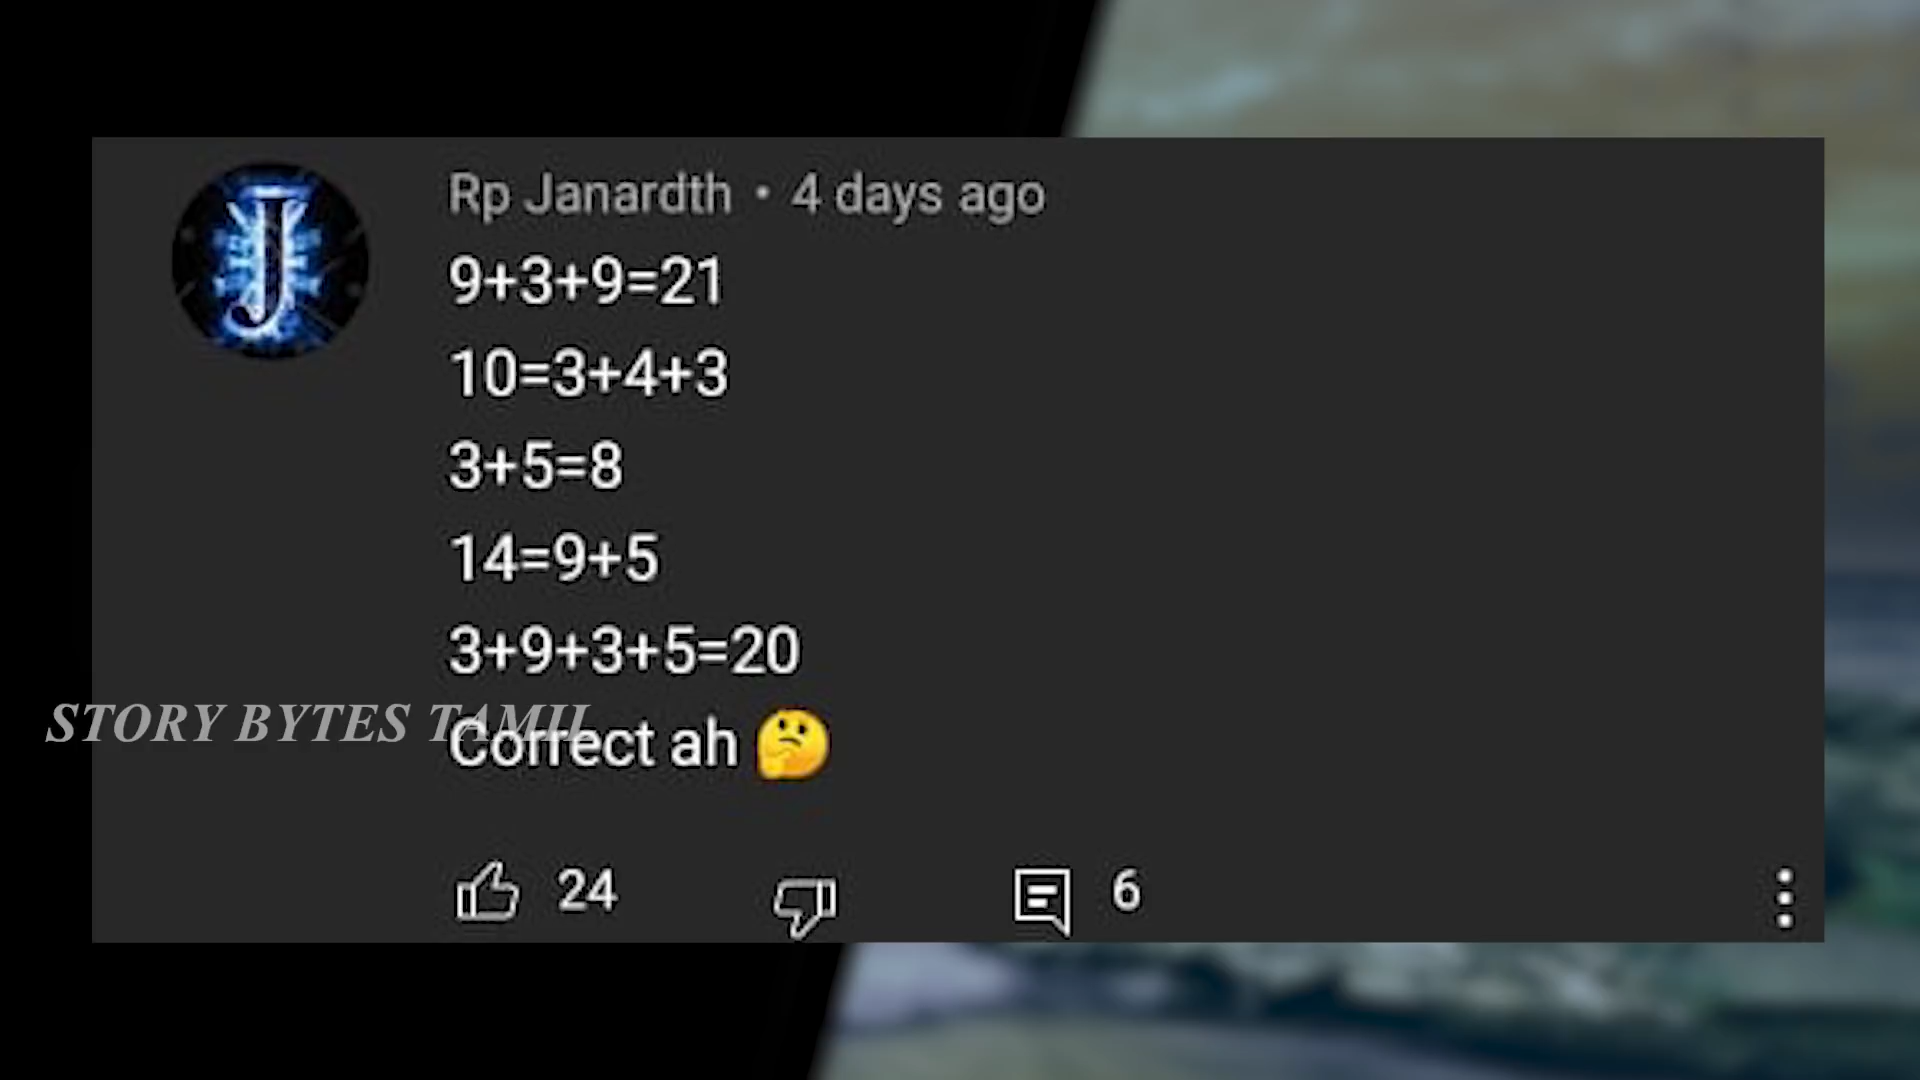 Rp Janardth • 4 days ago
9+3+9=21
10=3+4+3
3+5=8
14=9+5
3+9+3+5=20
STORY BYTES TAMIL
Correct ah 🤔
24
6